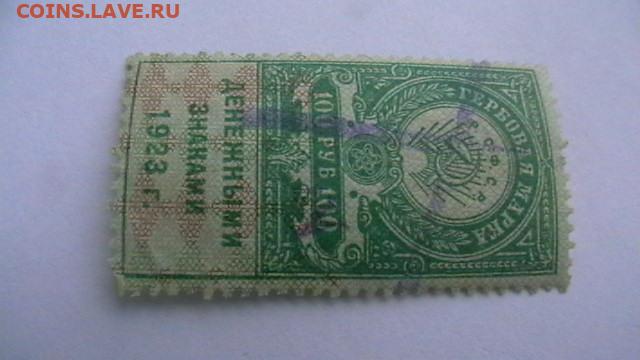 COINS.LAVE.RU
ГЕРБОВАЯ МАРКА
Р.С.Ф.С.Р.
100 РУБ 100
ДЕНЕЖНЫМИ
ЗНАКАМИ
1923 г.